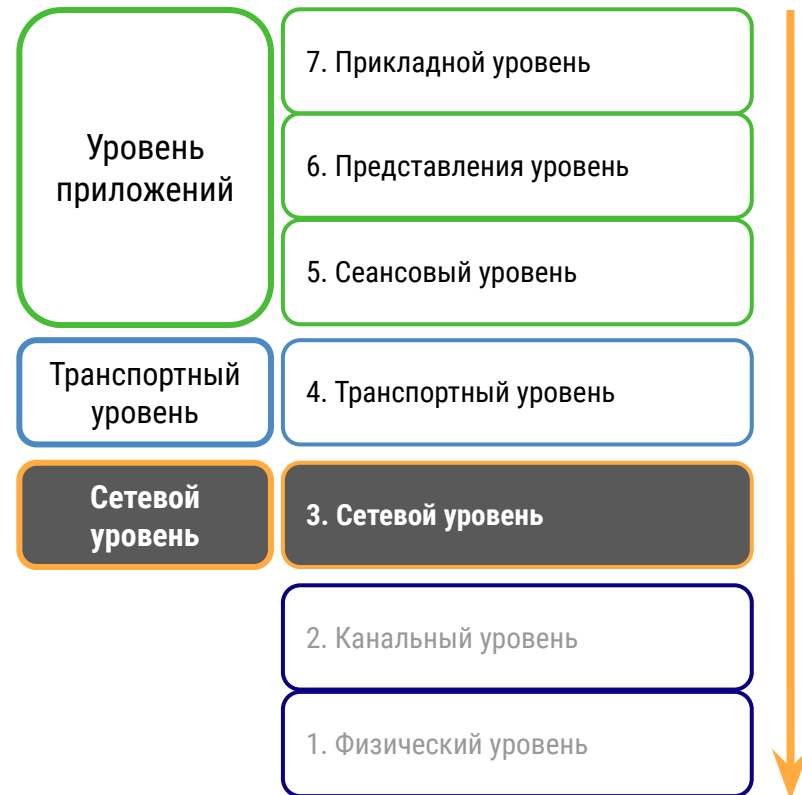 Уровень
приложений
7. Прикладной уровень
6. Представления уровень
5. Сеансовый уровень
Транспортный
уровень
4. Транспортный уровень
Сетевой
уровень
3. Сетевой уровень
2. Канальный уровень
1. Физический уровень